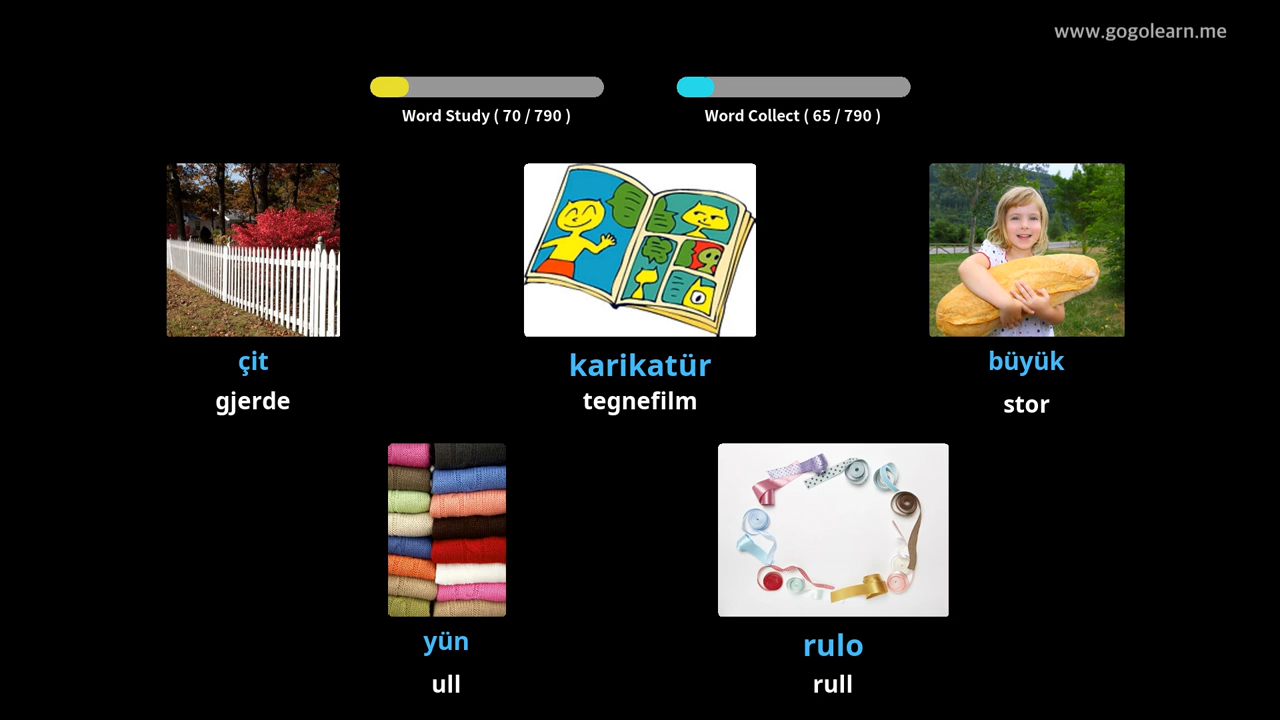 www.gogolearn.me
Word Study ( 70 / 790 )
Word Collect ( 65 / 790 )
çit
gjerde
karikatür
tegnefilm
büyük
stor
yün
ull
rulo
rull